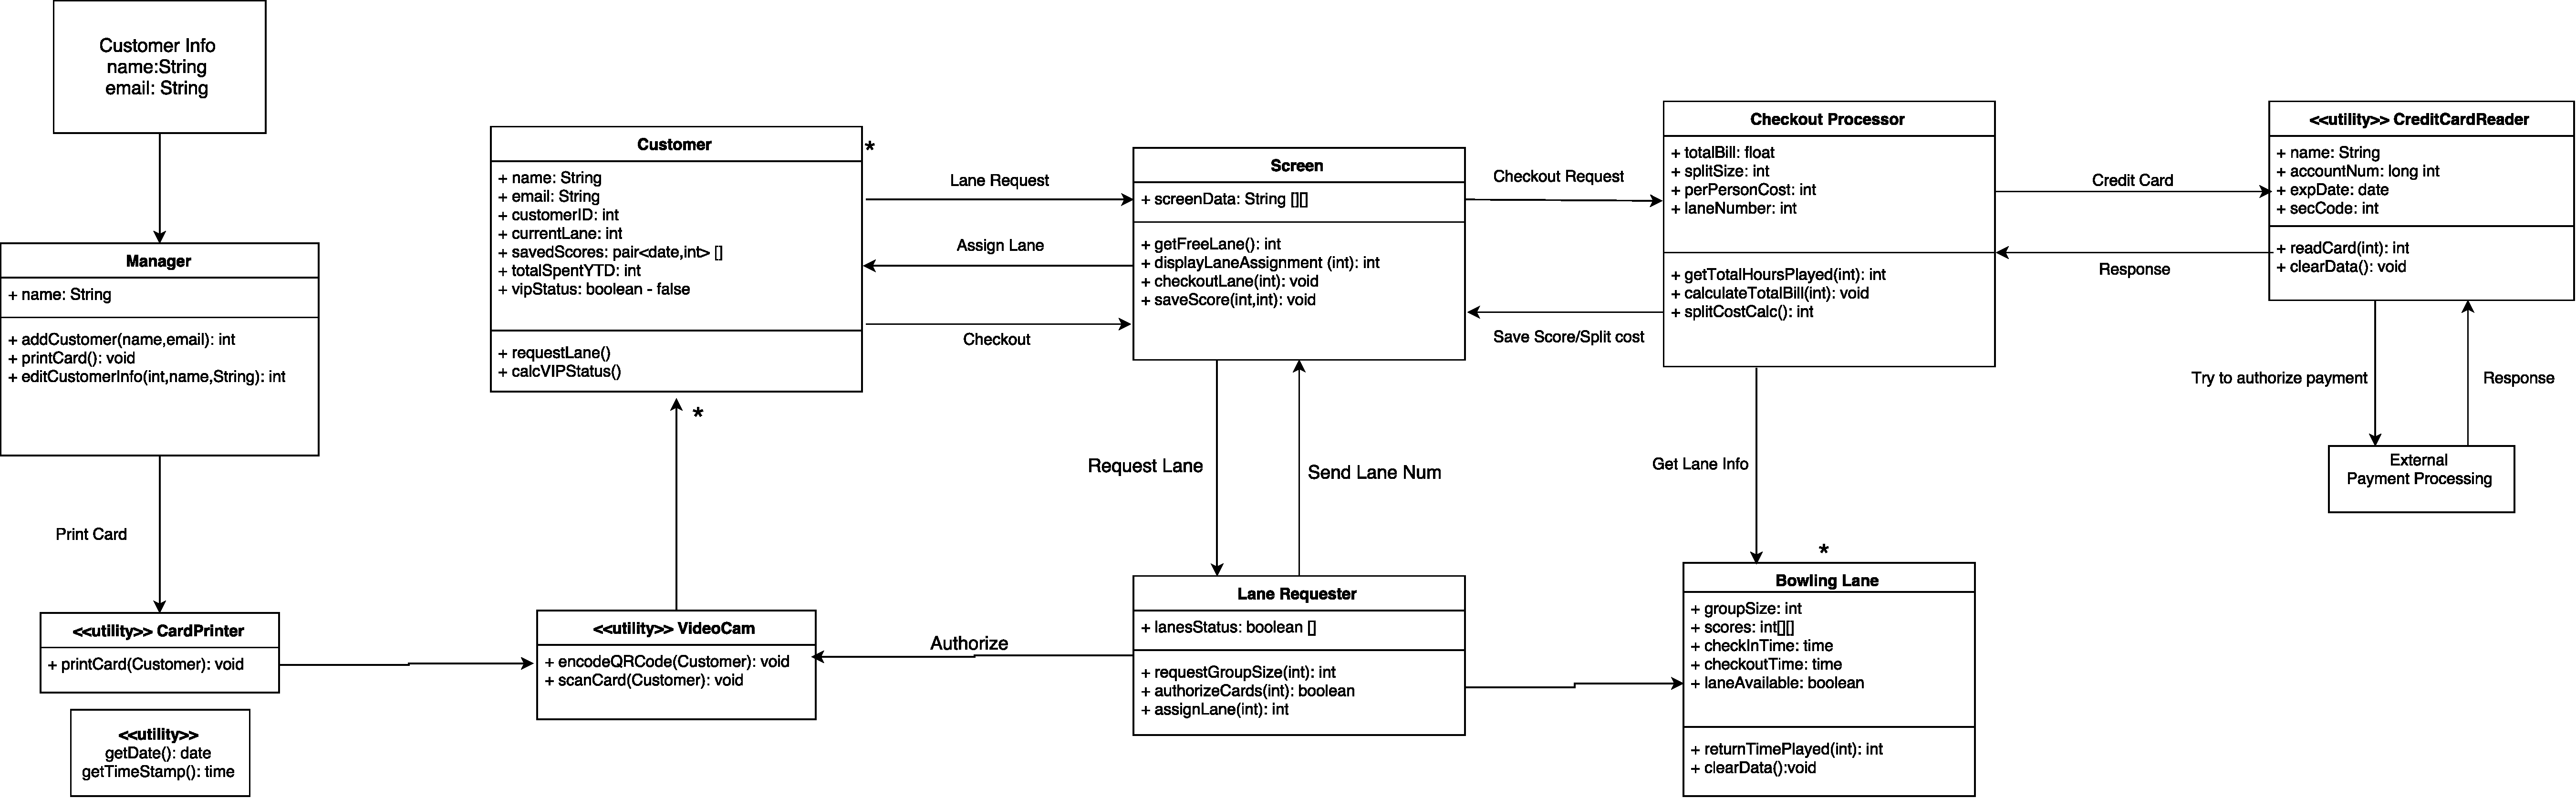 Customer Info
name:String
email: String
Manager
+ name: String
+ addCustomer(name,email): int
+ printCard(): void
+ editCustomerInfo(int,name,String): int
Print Card
<<utility>> CardPrinter
+ printCard(Customer): void
<<utility>>
getDate(): date
getTimeStamp(): time
Customer
+ name: String
+ email: String
+ customerID: int
+ currentLane: int
+ savedScores: pair<date,int> []
+ totalSpentYTD: int
+ vipStatus: boolean - false
+ requestLane()
+ calcVIPStatus()
*
*
<<utility>> VideoCam
+ encodeQRCode(Customer): void
+ scanCard(Customer): void
Lane Request
Assign Lane
Checkout
Screen
+ screenData: String [][]
+ getFreeLane(): int
+ displayLaneAssignment (int): int
+ checkoutLane(int): void
+ saveScore(int,int): void
Request Lane
Send Lane Num
Authorize
Lane Requester
+ lanesStatus: boolean []
+ requestGroupSize(int): int
+ authorizeCards(int): boolean
+ assignLane(int): int
Checkout Request
Save Score/Split cost
Checkout Processor
+ totalBill: float
+ splitSize: int
+ perPersonCost: int
+ laneNumber: int
+ getTotalHoursPlayed(int): int
+ calculateTotalBill(int): void
+ splitCostCalc(): int
Get Lane Info
*
Bowling Lane
+ groupSize: int
+ scores: int[][]
+ checkInTime: time
+ checkoutTime: time
+ laneAvailable: boolean
+ returnTimePlayed(int): int
+ clearData():void
Credit Card
Response
<<utility>> CreditCardReader
+ name: String
+ accountNum: long int
+ expDate: date
+ secCode: int
+ readCard(int): int
+ clearData(): void
Try to authorize payment
Response
External
Payment Processing